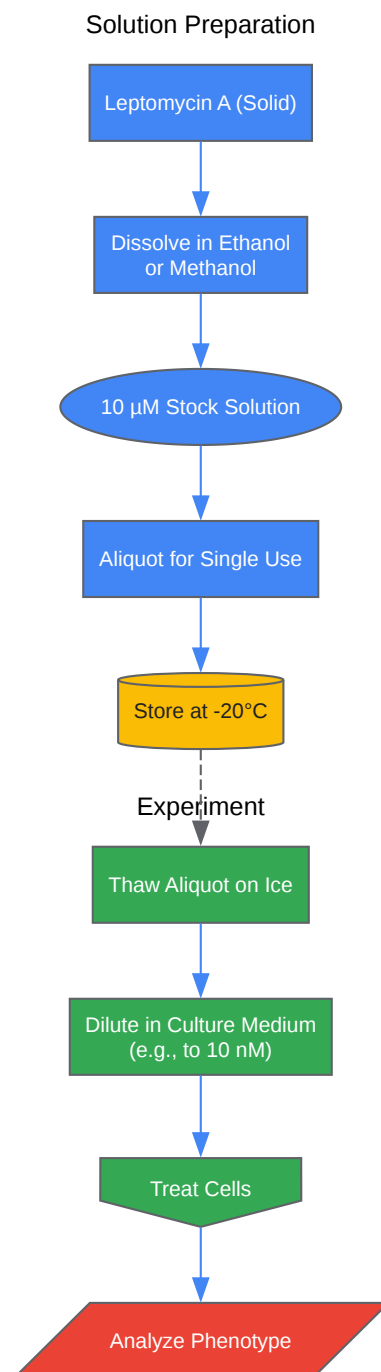 Solution Preparation
Leptomycin A (Solid)
Dissolve in Ethanol
or Methanol
10 µM Stock Solution
Aliquot for Single Use
Store at -20°C
Experiment
Thaw Aliquot on Ice
Dilute in Culture Medium
(e.g., to 10 nM)
Treat Cells
Analyze Phenotype